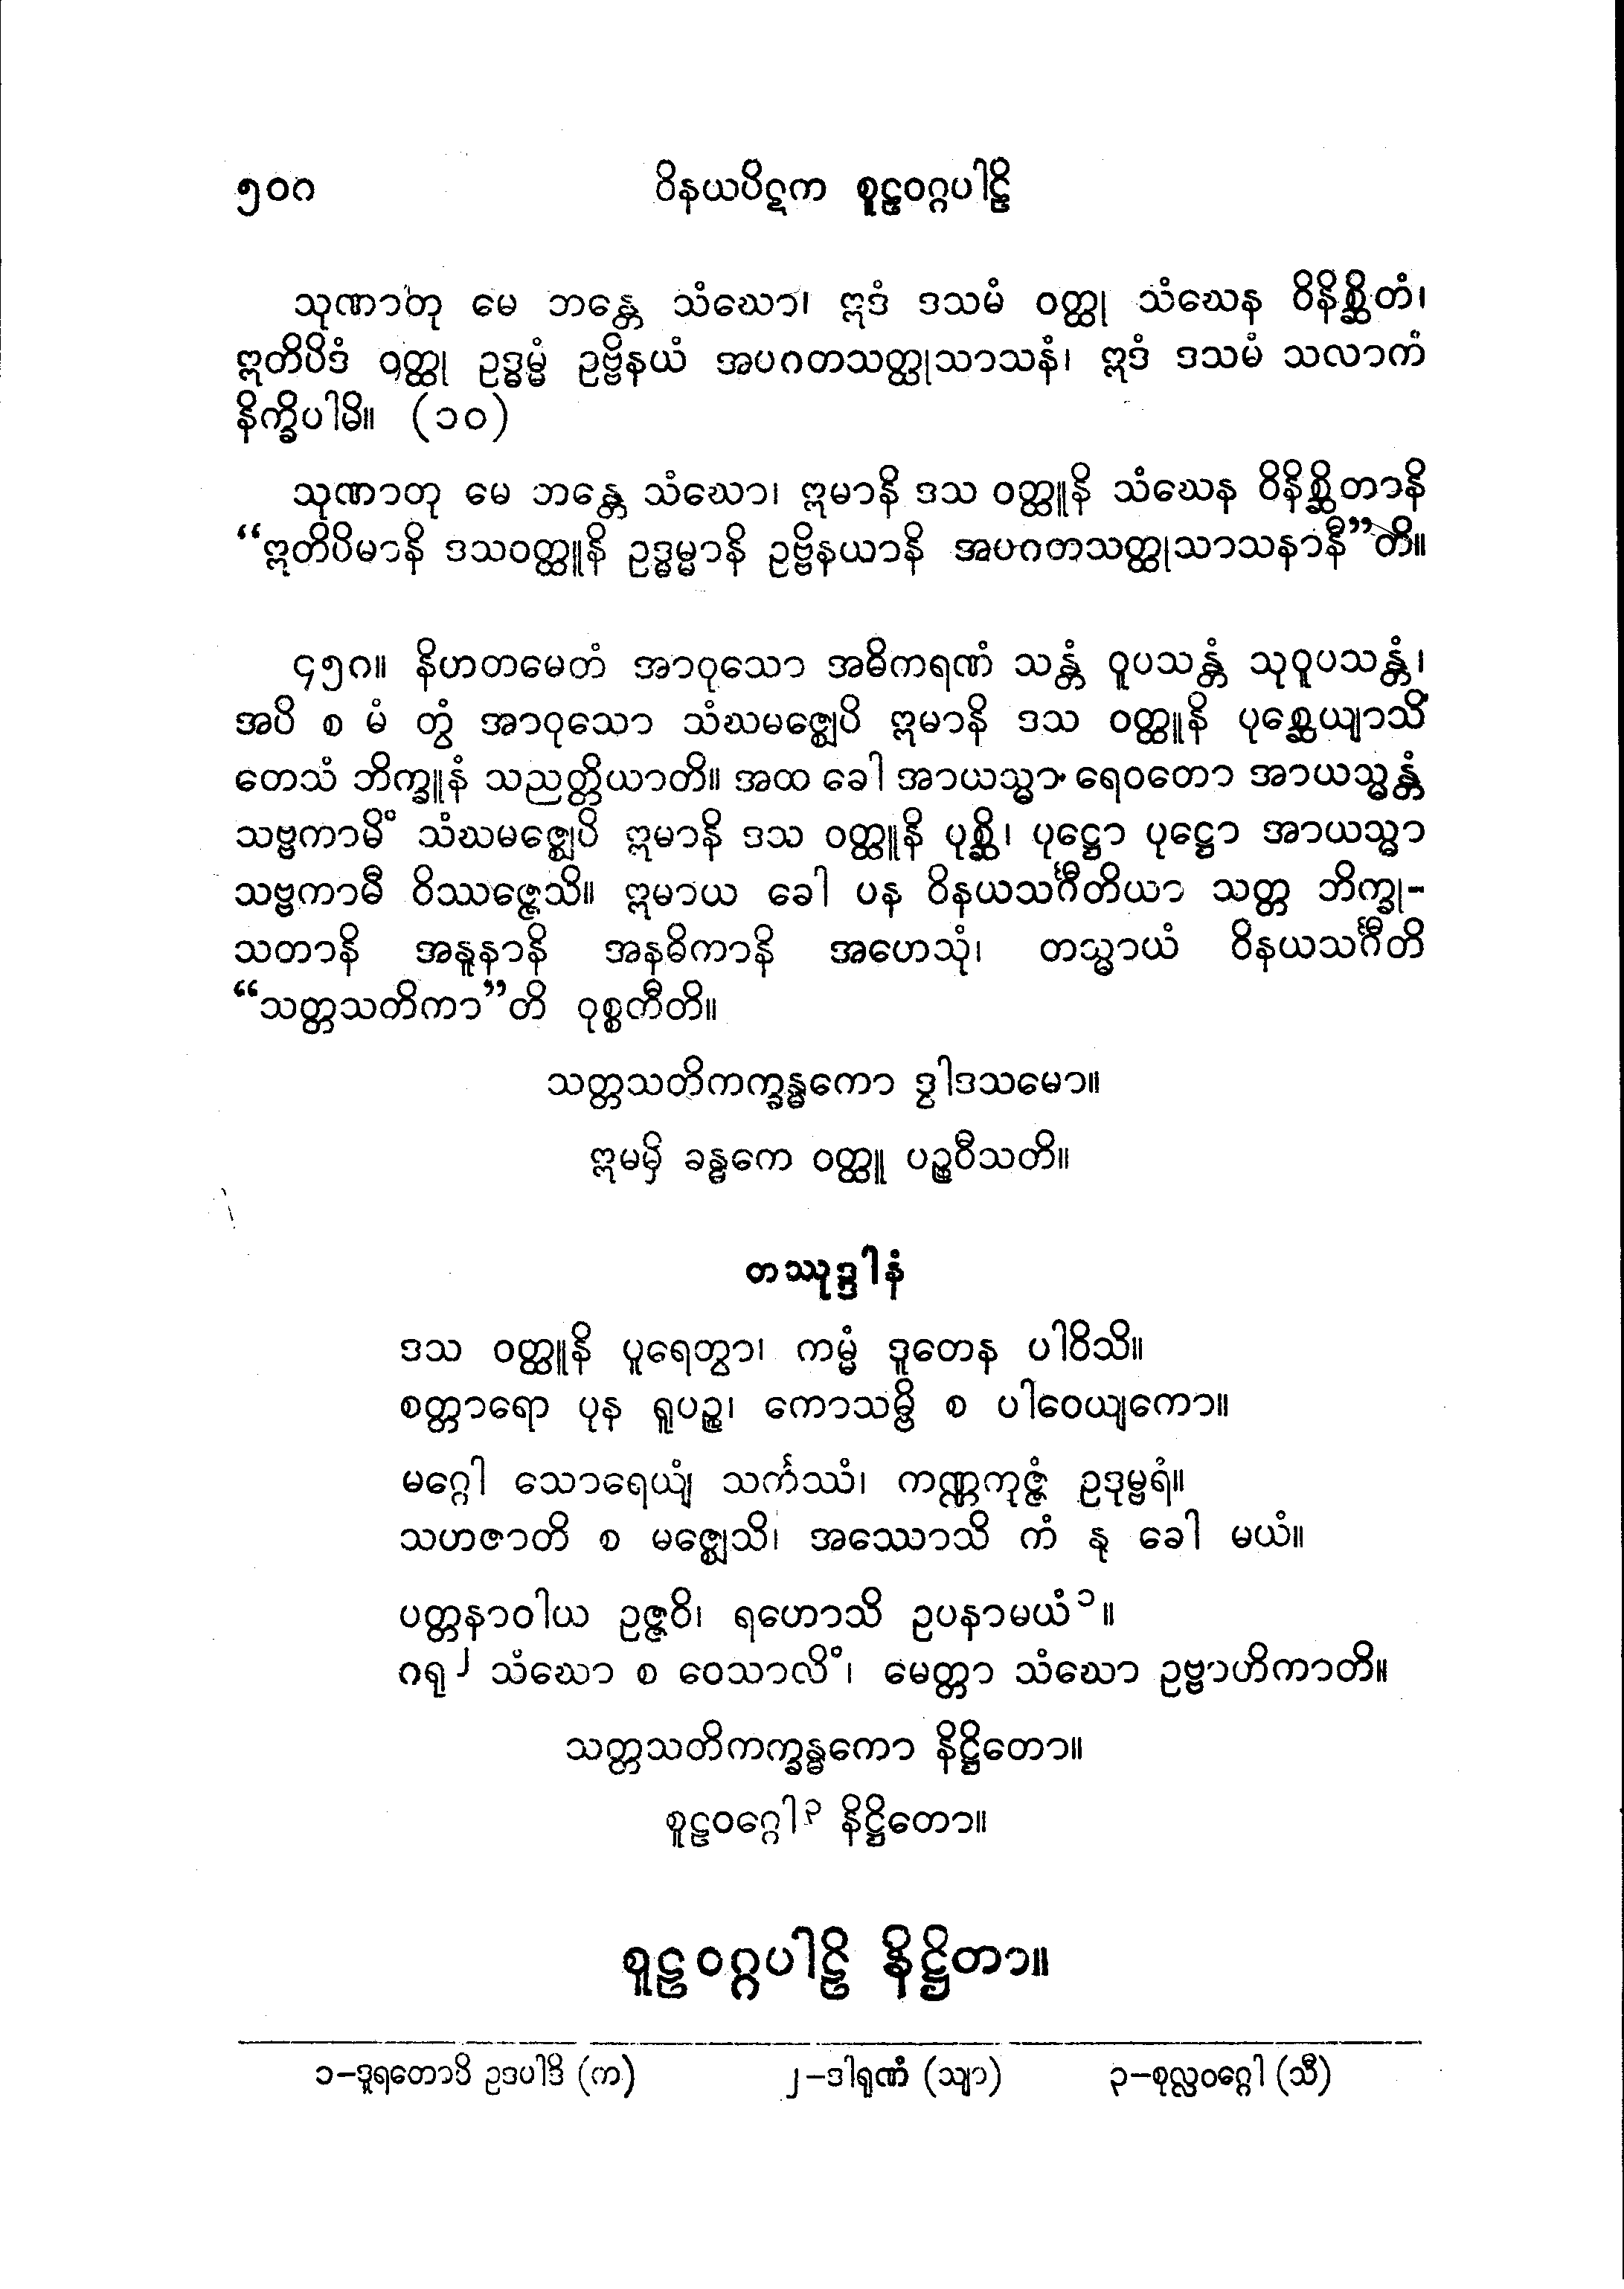 ၅၀ဂ ဝိနယပိဋက စူဠဝဂ္ဂပါဠိ
သုဏာတု မေ ဘန္တေ သံဃော၊ ဣဒံ ဒသမံ ဝတ္ထု သံဃေန ဝိနိစ္ဆိတံ၊
ဣတိပိဒံ ဝတ္ထု ဥဒ္ဓမ္မံ ဥဗ္ဗိနယံ အပဂတသတ္ထုသာသနံ၊ ဣဒံ ဒသမံ သလာကံ
နိက္ခိပါမိ။ (၁၀)
သုဏာတု မေ ဘန္တေ သံဃော၊ ဣမာနိ ဒသ ဝတ္ထူနိ သံဃေန ဝိနိစ္ဆိတာနိ
“ဣတိပိမာနိ ဒသဝတ္ထူနိ ဥဒ္ဓမ္မာနိ ဥဗ္ဗိနယာနိ အပဂတသတ္ထုသာသနာနီ”တိ။
၄၅ဂ။ နိဟတမေတံ အာဝုသော အဓိကရဏံ သန္တံ ဝူပသန္တံ သုဝူပသန္တံ၊
အပိ စ မံ တွံ အာဝုသော သံဃမဇ္ဈေပိ ဣမာနိ ဒသ ဝတ္ထူနိ ပုစ္ဆေယျာသိ
တေသံ ဘိက္ခူနံ သညတ္တိယာတိ။ အထ ခေါ အာယသ္မာ ရေဝတော အာယသ္မန္တံ
သဗ္ဗကာမိံ သံဃမဇ္ဈေပိ ဣမာနိ ဒသ ဝတ္ထူနိ ပုစ္ဆိ၊ ပုဋ္ဌော ပုဋ္ဌော အာယသ္မာ
သဗ္ဗကာမီ ဝိဿဇ္ဇေသိ။ ဣမာယ ခေါ ပန ဝိနယသင်္ဂီတိယာ သတ္တ ဘိက္ခု-
သတာနိ အနူနာနိ အနဓိကာနိ အဟေသုံ၊ တသ္မာယံ ဝိနယသင်္ဂီတိ
“သတ္တသတိကာ”တိ ဝုစ္စတီတိ။
သတ္တသတိကက္ခန္ဓကော ဒွါဒသမော။
ဣမမှိ ခန္ဓကေ ဝတ္ထူ ပဉ္စဝီသတိ။
တဿုဒ္ဒါနံ
ဒသ ဝတ္ထူနိ ပူရေတွာ၊ ကမ္မံ ဒူတေန ပါဝိသိ။
စတ္တာရော ပုန ရူပဉ္စ၊ ကောသမ္ဗိ စ ပါဝေယျကော။
မဂ္ဂေါ သောရေယျံ သင်္ကဿံ၊ ကဏ္ဏကုဇ္ဇံ ဥဒုမ္ဗရံ။
သဟဇာတိ စ မဇ္ဈေသိ၊ အဿောသိ ကံ နု ခေါ မယံ။
ပတ္တနာဝါယ ဥဇ္ဇဝိ၊ ရဟောသိ ဥပနာမယံ၁။
ဂရု၂ သံဃော စ ဝေသာလိံ၊ မေတ္တာ သံဃော ဥဗ္ဗာဟိကာတိ။
သတ္တသတိကက္ခန္ဓကော နိဋ္ဌိတော။
စူဠဝဂ္ဂေါ၃ နိဋ္ဌိတော။
စူဠဝဂ္ဂပါဠိ နိဋ္ဌိတာ။
၁-ဒူရတောပိ ဥဒပါဒိ (က) ၂-ဒါရုဏံ (သျာ) ၃-စုလ္လဝဂ္ဂေါ (သီ)